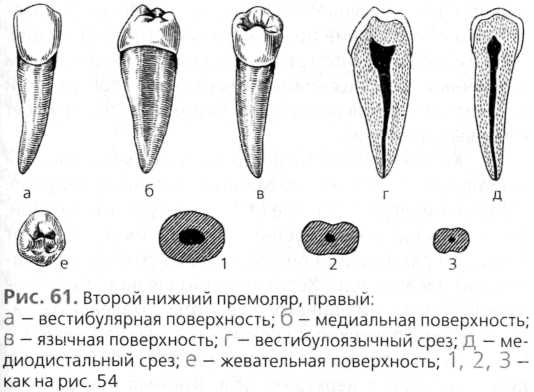 а б в г д
е 1 2 3
Рис. 61. Второй нижний премоляр, правый:
а – вестибулярная поверхность; б – медиальная поверхность;
в – язычная поверхность; г – вестибулоязычный срез; д – ме-
диодистальный срез; е – жевательная поверхность; 1, 2, 3 –
как на рис. 54